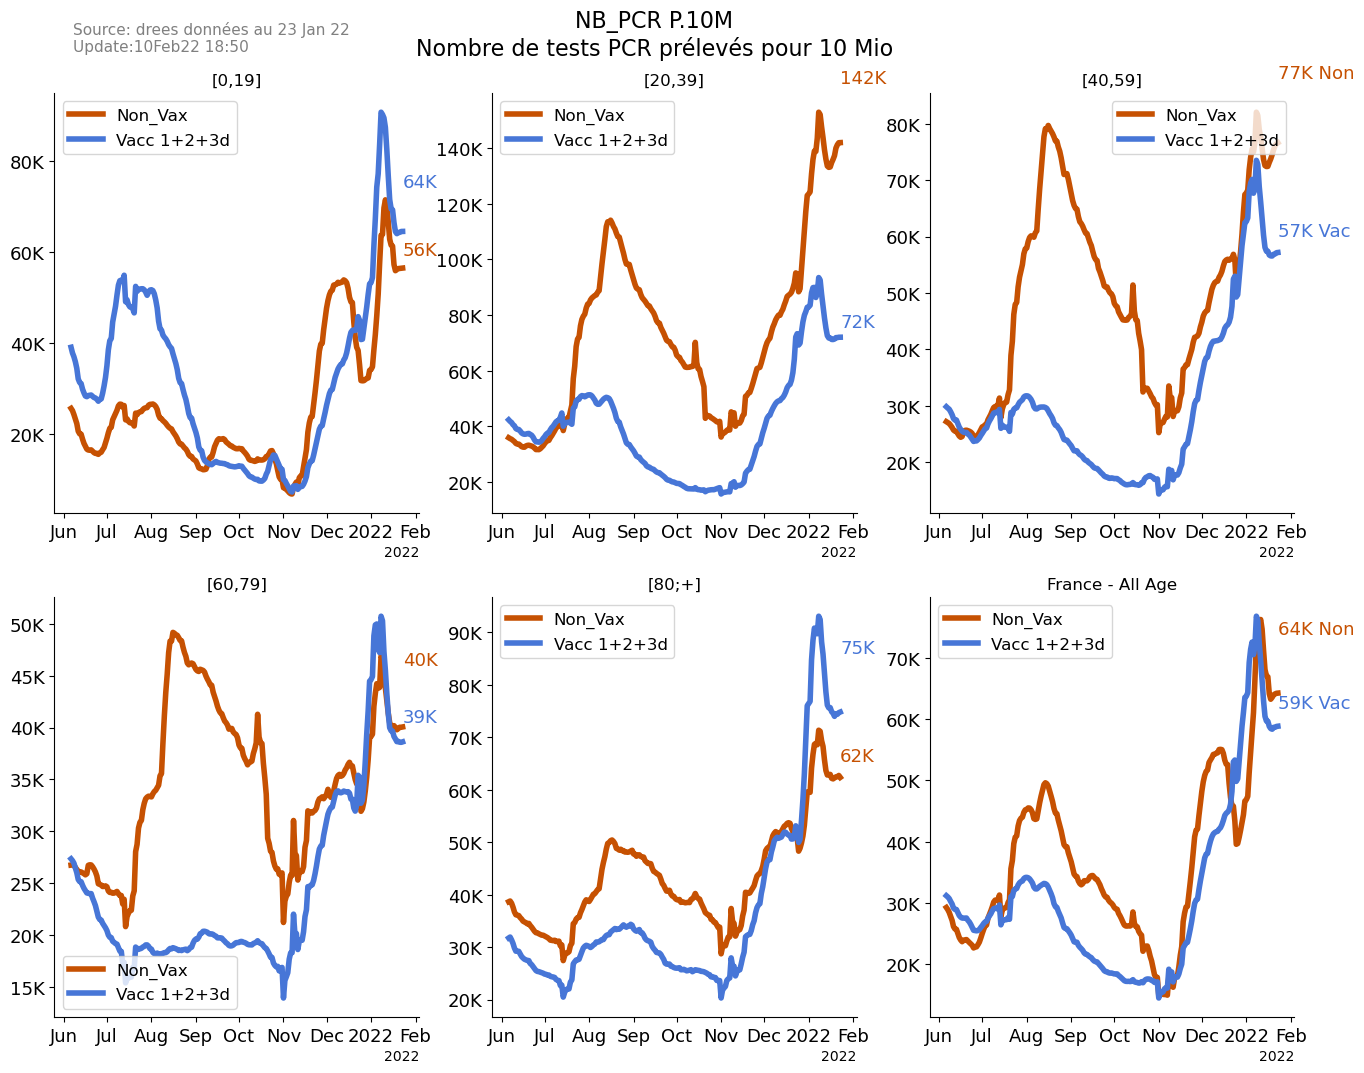 NB_PCR P.10M
Nombre de tests PCR prélevés pour 10 Mio
Source: drees données au 23 Jan 22
Update:10Feb22 18:50
[0,19]
Non_Vax
Vacc 1+2+3d
64K
56K
80K
60K
40K
20K
Jun Jul Aug Sep Oct Nov Dec 2022 Feb
2022
[20,39]
142K
Non_Vax
Vacc 1+2+3d
72K
140K
120K
100K
80K
60K
40K
20K
Jun Jul Aug Sep Oct Nov Dec 2022 Feb
2022
[40,59]
77K Non
Non_Vax
Vacc 1+2+3d
57K Vac
80K
70K
60K
50K
40K
30K
20K
Jun Jul Aug Sep Oct Nov Dec 2022 Feb
2022
[60,79]
40K
39K
50K
45K
40K
35K
30K
25K
20K
15K
Non_Vax
Vacc 1+2+3d
Jun Jul Aug Sep Oct Nov Dec 2022 Feb
2022
[80;+]
Non_Vax
Vacc 1+2+3d
75K
62K
90K
80K
70K
60K
50K
40K
30K
20K
Jun Jul Aug Sep Oct Nov Dec 2022 Feb
2022
France - All Age
Non_Vax
Vacc 1+2+3d
64K Non
59K Vac
70K
60K
50K
40K
30K
20K
Jun Jul Aug Sep Oct Nov Dec 2022 Feb
2022